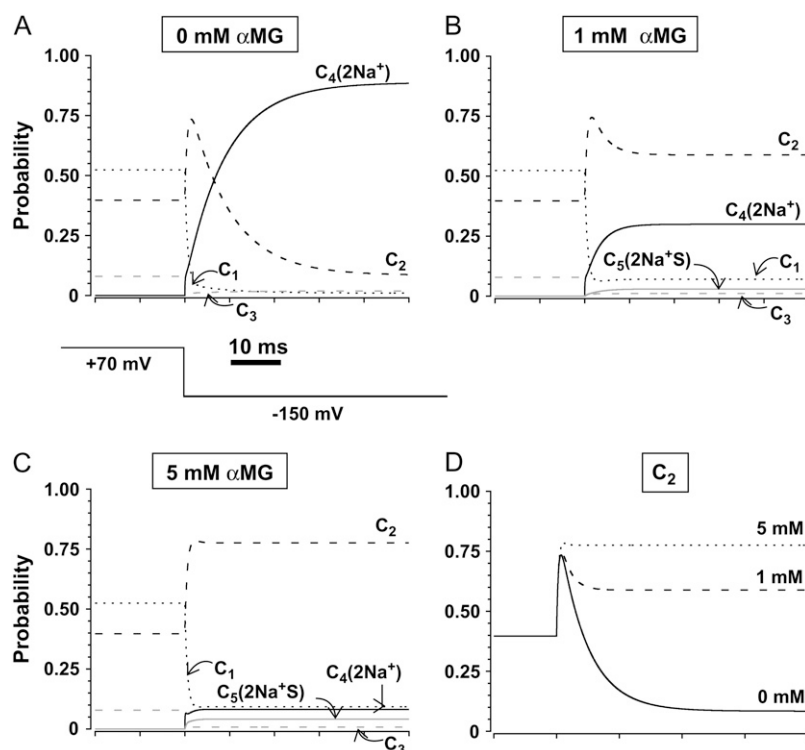 A
0 mM αMG
1.00
0.75
0.50
0.25
0
Probability
C4(2Na+)
C2
C1
C3
B
1 mM αMG
1.00
0.75
0.50
0.25
0
C2
C4(2Na+)
C5(2Na+S)
C1
C3
+70 mV
10 ms
-150 mV
C
5 mM αMG
1.00
0.75
0.50
0.25
0
Probability
C2
C1
C4(2Na+)
C5(2Na+S)
C3
D
C2
1.00
0.75
0.50
0.25
0
5 mM
1 mM
0 mM